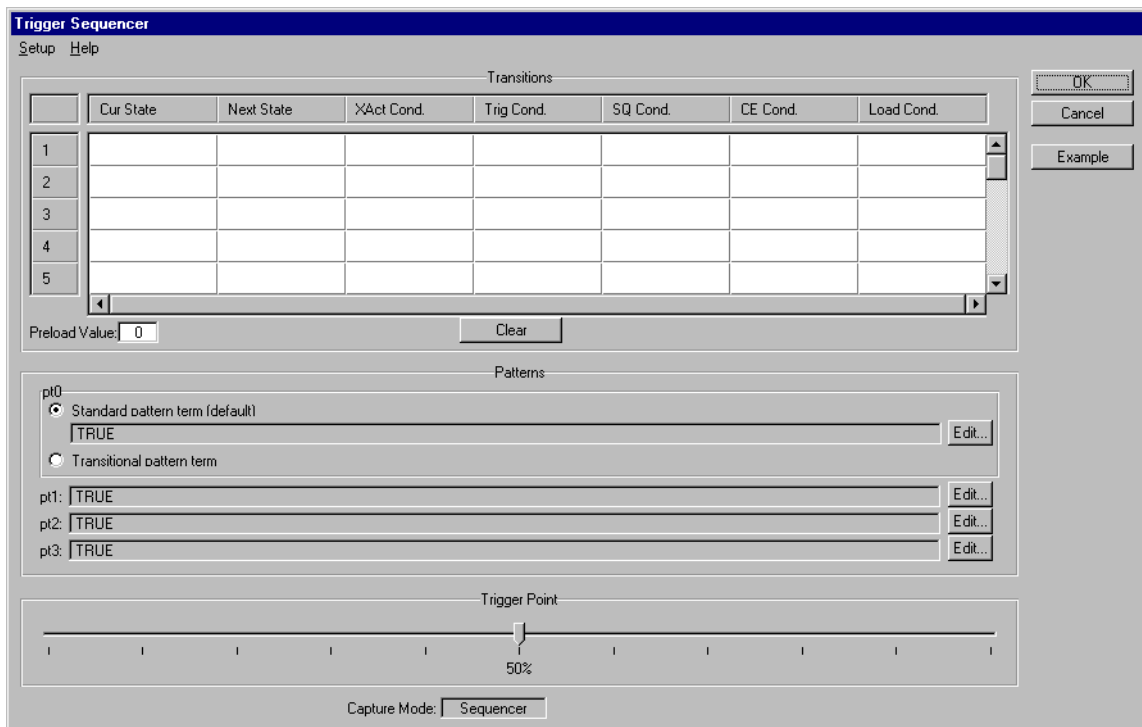 Trigger Sequencer
Setup Help
Transitions
OK
Cur State Next State XAct Cond. Trig Cond. SQ Cond. CE Cond. Load Cond.
Cancel
1
Example
2
3
4
5
Preload Value: 0 Clear
Patterns
pt0
Standard pattern term (default)
TRUE Edit...
Transitional pattern term
pt1: TRUE Edit...
pt2: TRUE Edit...
pt3: TRUE Edit...
Trigger Point
50%
Capture Mode: Sequencer